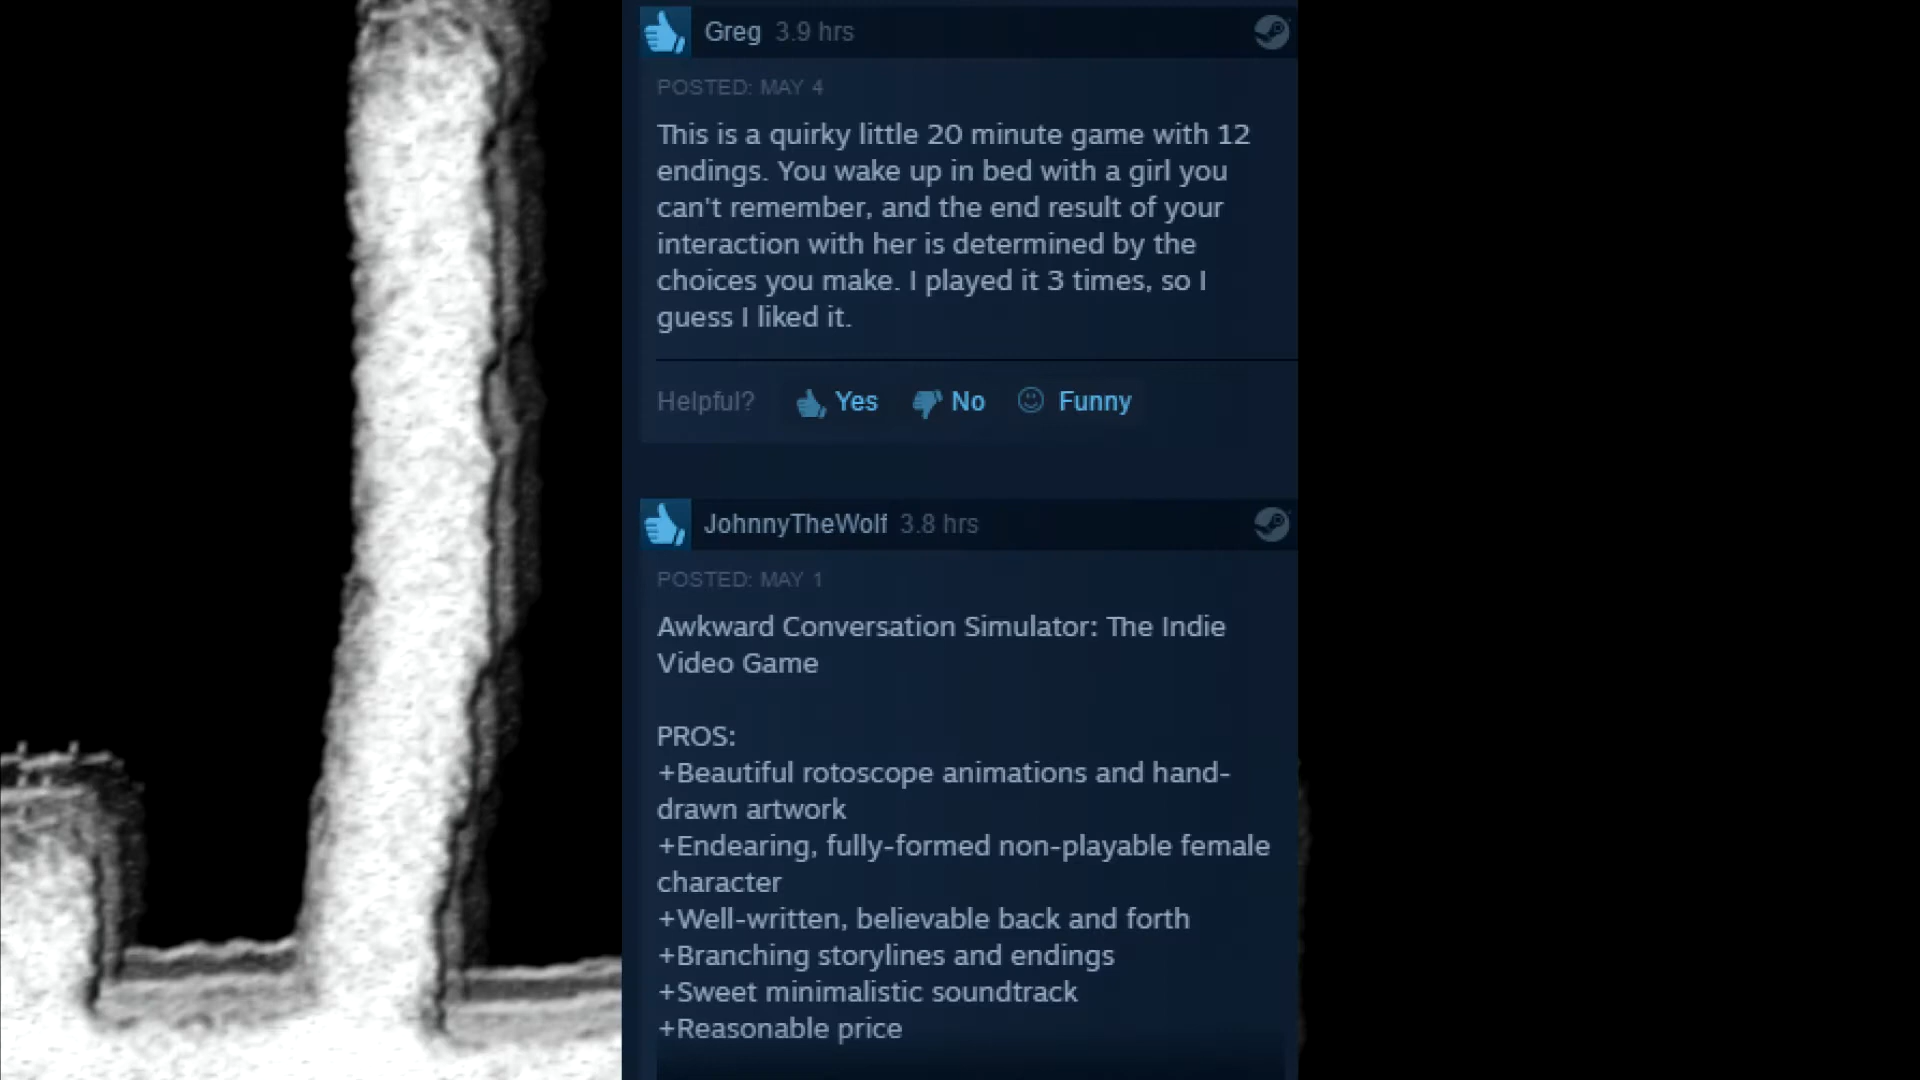 Greg 3.9 hrs
POSTED: MAY 4
This is a quirky little 20 minute game with 12
endings. You wake up in bed with a girl you
can't remember, and the end result of your
interaction with her is determined by the
choices you make. I played it 3 times, so I
guess I liked it.
Helpful? Yes No Funny
JohnnyTheWolf 3.8 hrs
POSTED: MAY 1
Awkward Conversation Simulator: The Indie
Video Game
PROS:
+Beautiful rotoscope animations and hand-
drawn artwork
+Endearing, fully-formed non-playable female
character
+Well-written, believable back and forth
+Branching storylines and endings
+Sweet minimalistic soundtrack
+Reasonable price